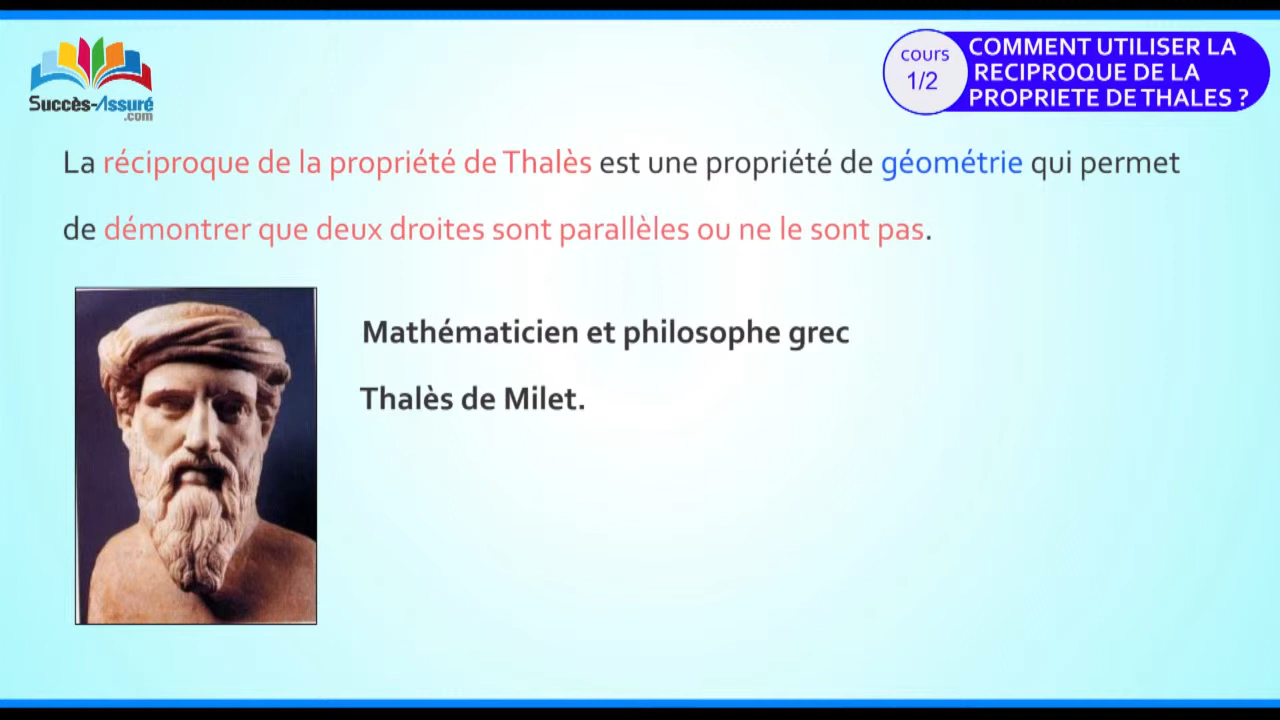 Succès-Assuré
.com
cours
1/2
COMMENT UTILISER LA
RECIPROQUE DE LA
PROPRIETE DE THALES ?
La réciproque de la propriété de Thalès est une propriété de géométrie qui permet
de démontrer que deux droites sont parallèles ou ne le sont pas.
Mathématicien et philosophe grec
Thalès de Milet.